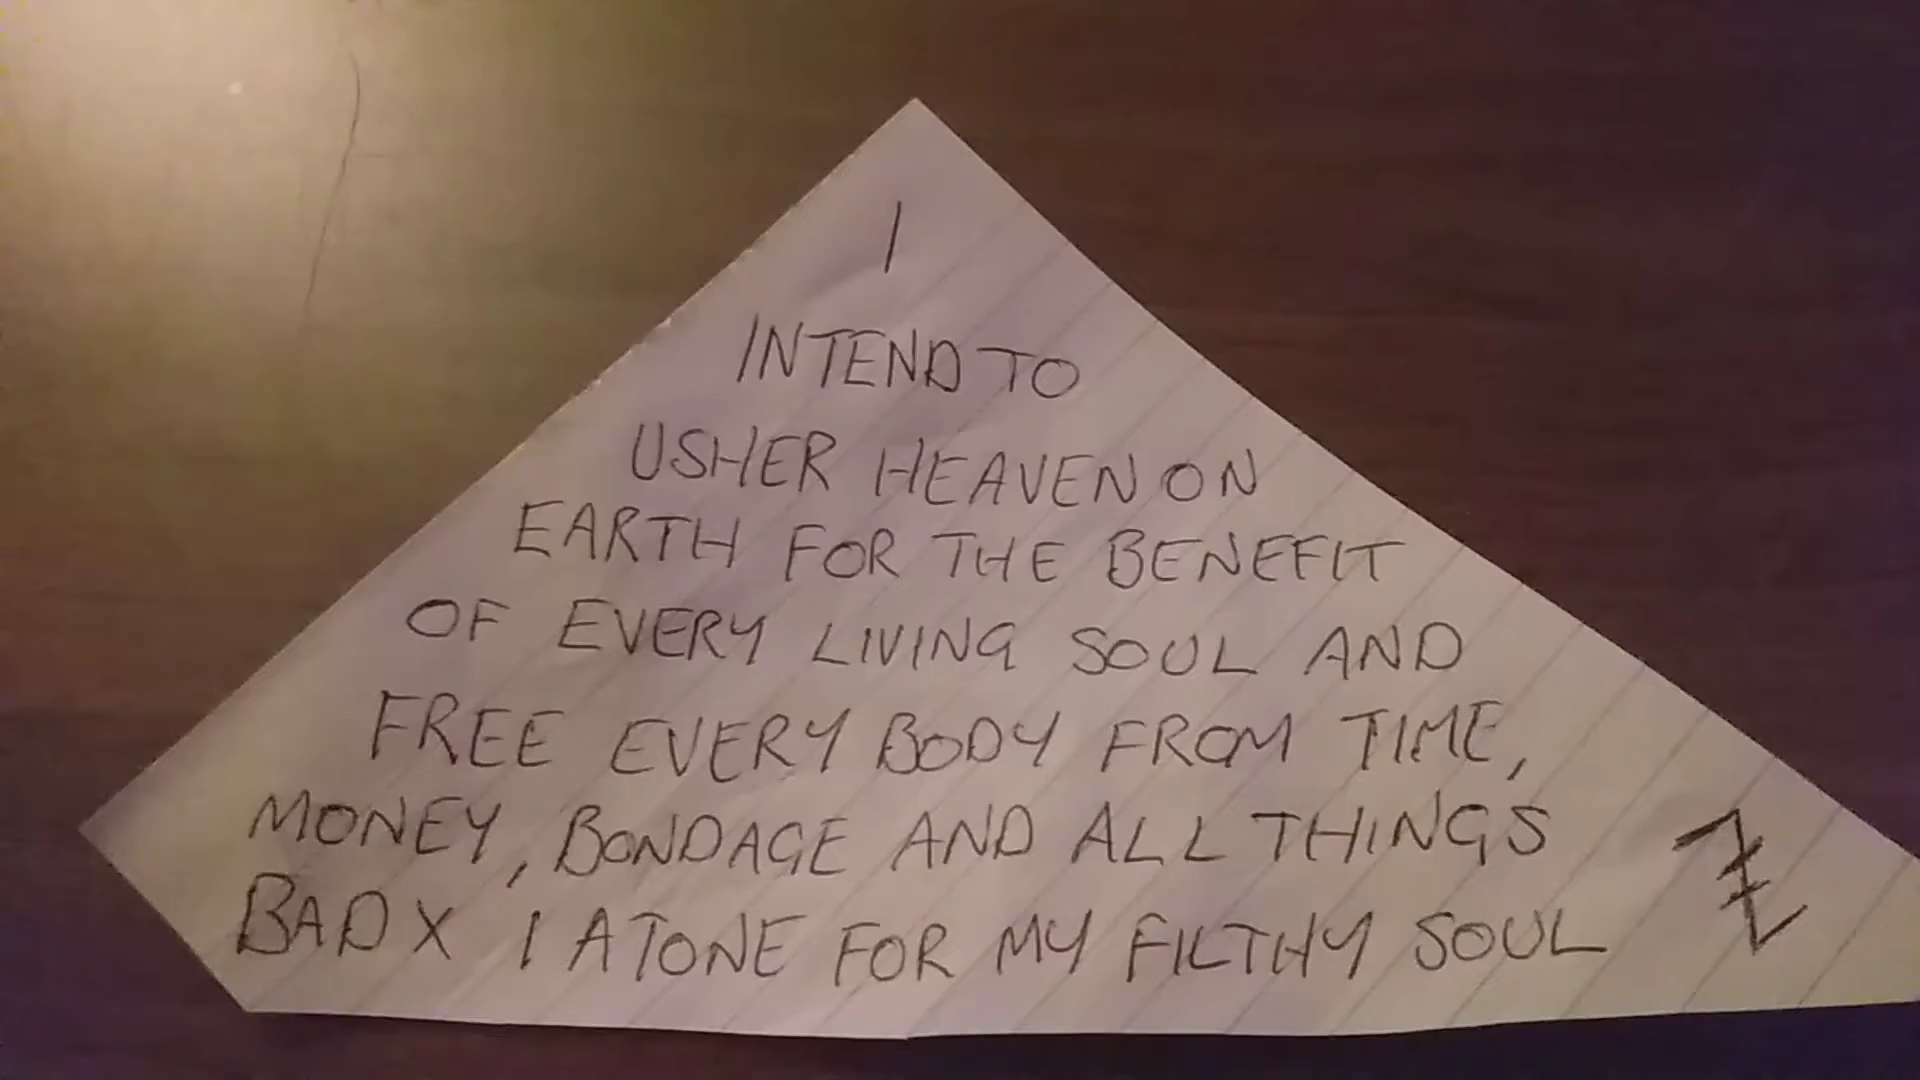 I
INTEND TO
USHER HEAVEN ON
EARTH FOR THE BENEFIT
OF EVERY LIVING SOUL AND
FREE EVERY BODY FROM TIME,
MONEY, BONDAGE AND ALL THINGS
BAD X I ATONE FOR MY FILTHY SOUL